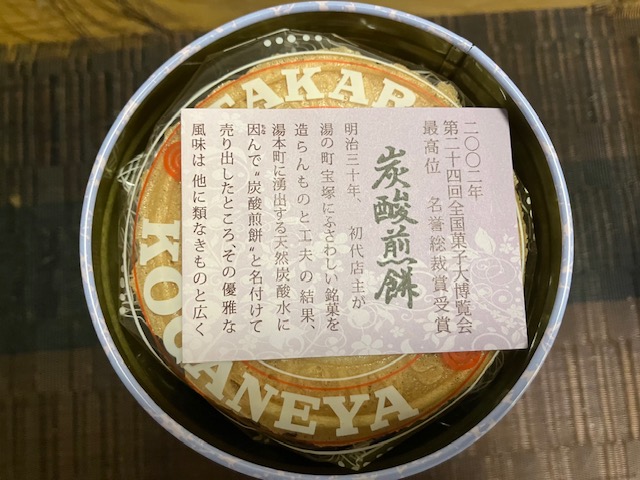 二〇〇二年
第二十四回全国菓子大博覧会
最高位 名誉総裁賞受賞
炭酸煎餅
明治三十年、初代店主が
湯の町宝塚にふさわしい銘菓を
造らんものと工夫の結果、
湯本町に湧出する天然炭酸水に
因んで“炭酸煎餅”と名付けて
売り出したところ、その優雅な
風味は他に類なきものと広く
TAKAR
KOGANEYA